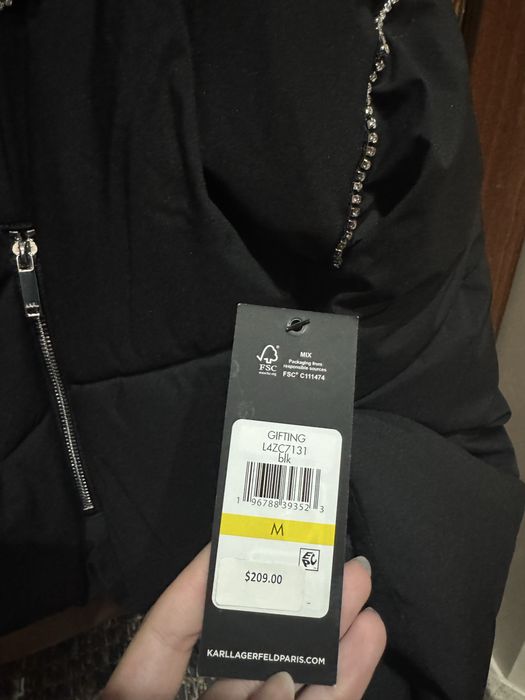 FSC
MIX
Packaging from
responsible sources
FSC® C111474
GIFTING
L4ZC7131
blk
1 96788 39352 3
M
$209.00
KARLLAGERFELDPARIS.COM